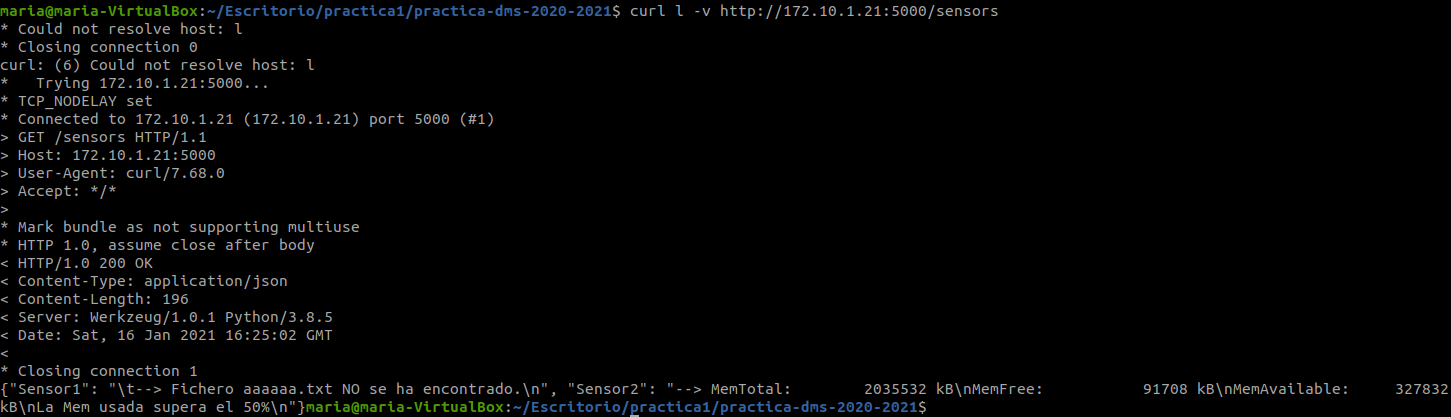 maria@maria-VirtualBox:~/Escritorio/practica1/practica-dms-2020-2021$ curl l -v http://172.10.1.21:5000/sensors
* Could not resolve host: l
* Closing connection 0
curl: (6) Could not resolve host: l
*   Trying 172.10.1.21:5000...
* TCP_NODELAY set
* Connected to 172.10.1.21 (172.10.1.21) port 5000 (#1)
> GET /sensors HTTP/1.1
> Host: 172.10.1.21:5000
> User-Agent: curl/7.68.0
> Accept: */*
>
* Mark bundle as not supporting multiuse
* HTTP 1.0, assume close after body
< HTTP/1.0 200 OK
< Content-Type: application/json
< Content-Length: 196
< Server: Werkzeug/1.0.1 Python/3.8.5
< Date: Sat, 16 Jan 2021 16:25:02 GMT
<
* Closing connection 1
{"Sensor1": "\t--> Fichero aaaaaa.txt NO se ha encontrado.\n", "Sensor2": "--> MemTotal:        2035532 kB\nMemFree:           91708 kB\nMemAvailable:     327832
kB\nLa Mem usada supera el 50%\n"}maria@maria-VirtualBox:~/Escritorio/practica1/practica-dms-2020-2021$